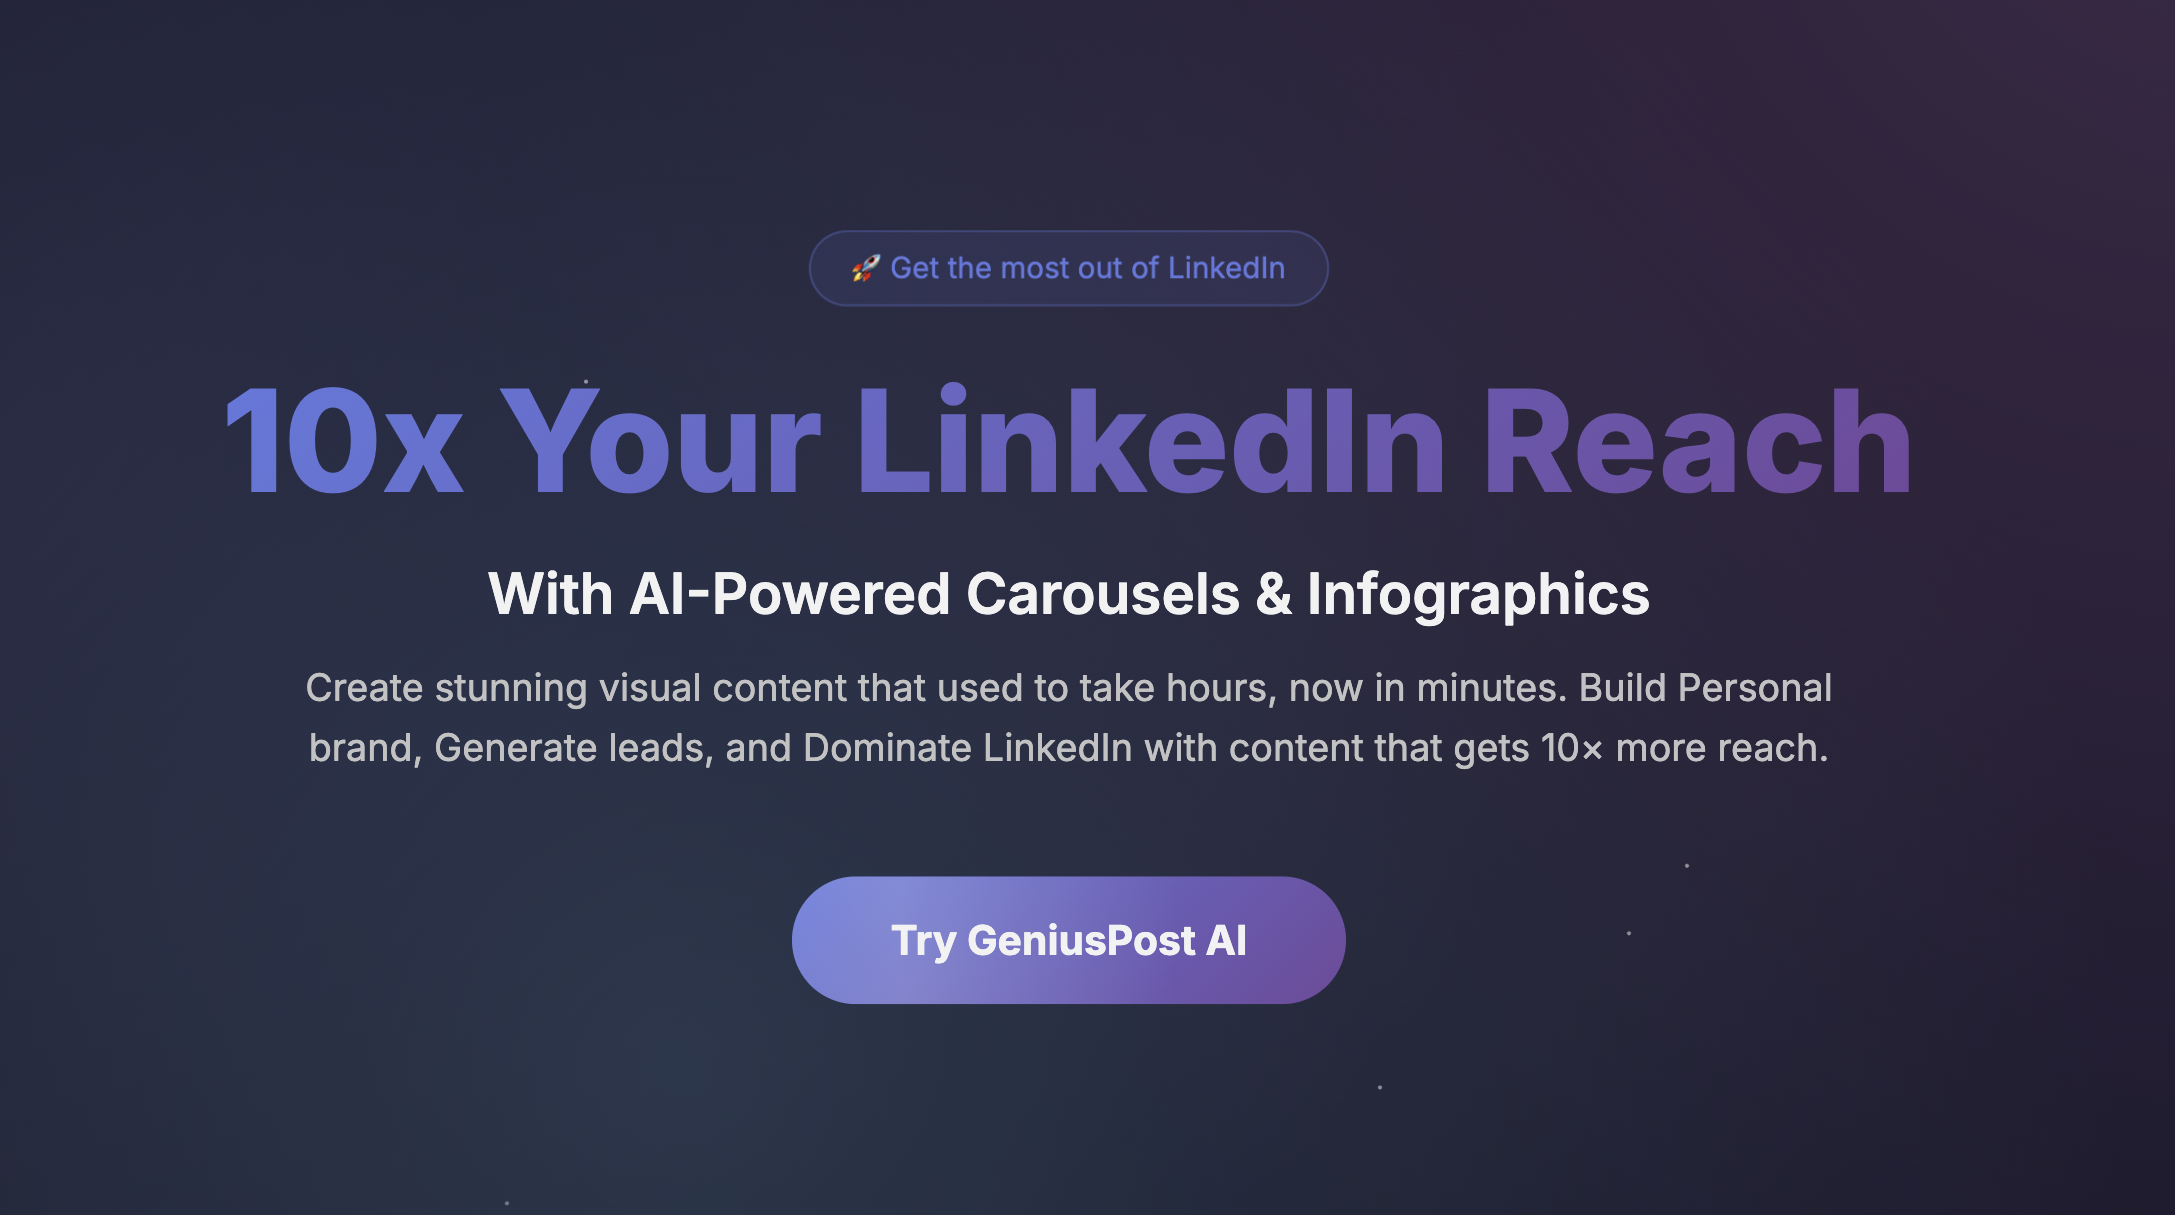 🚀 Get the most out of LinkedIn
10x Your LinkedIn Reach
With AI-Powered Carousels & Infographics
Create stunning visual content that used to take hours, now in minutes. Build Personal
brand, Generate leads, and Dominate LinkedIn with content that gets 10× more reach.
Try GeniusPost AI